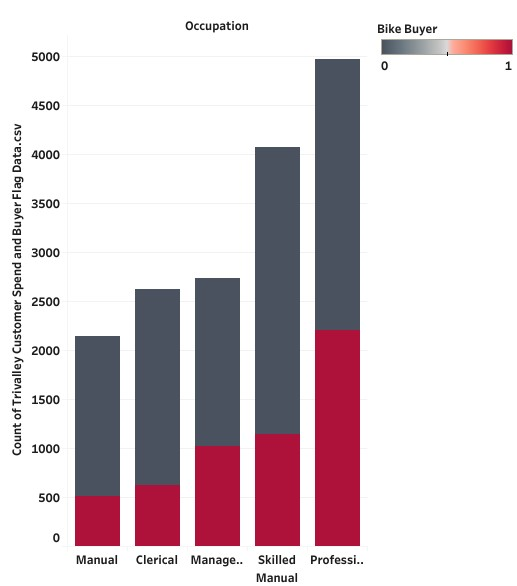 Occupation
Bike Buyer
0
1
Count of Trivalley Customer Spend and Buyer Flag Data.csv
5000
4500
4000
3500
3000
2500
2000
1500
1000
500
0
Manual
Clerical
Manage..
Skilled
Manual
Professi..